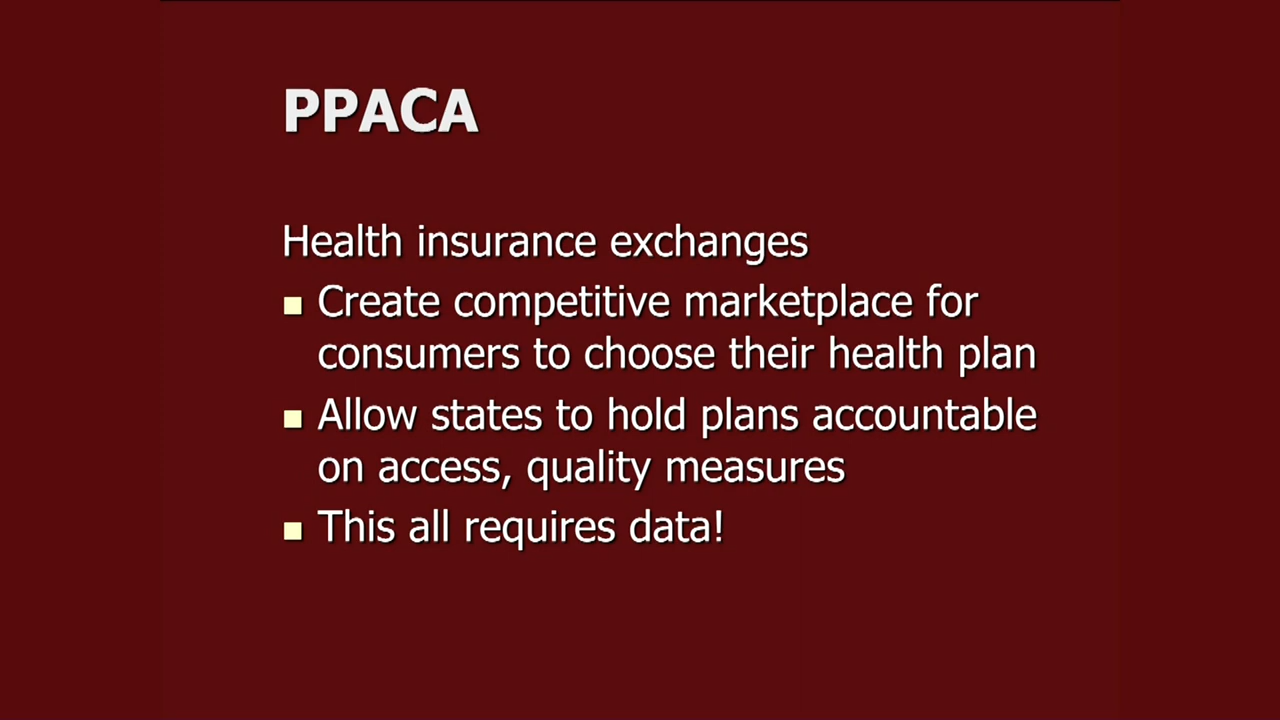 PPACA
Health insurance exchanges
Create competitive marketplace for
consumers to choose their health plan
Allow states to hold plans accountable
on access, quality measures
This all requires data!